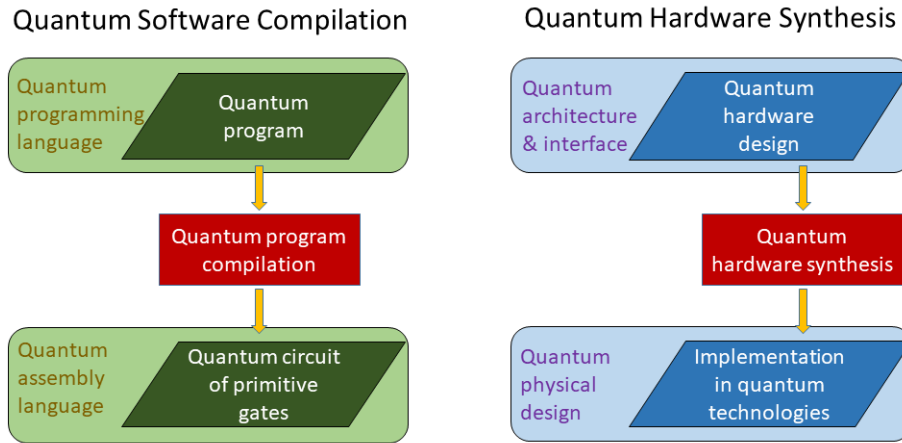 Quantum Software Compilation
Quantum
programming
language
Quantum
program
Quantum program
compilation
Quantum
assembly
language
Quantum circuit
of primitive
gates
Quantum Hardware Synthesis
Quantum
architecture
& interface
Quantum
hardware
design
Quantum
hardware synthesis
Quantum
physical
design
Implementation
in quantum
technologies